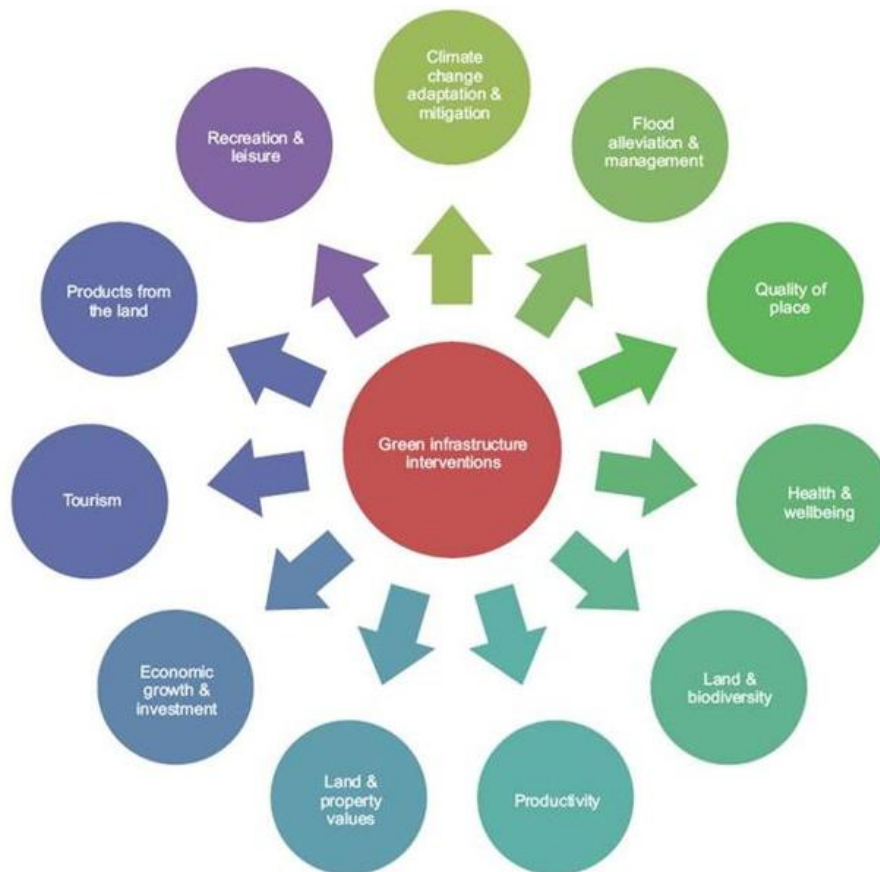 Climate
change
adaptation &
mitigation
Flood
alleviation &
management
Quality of
place
Health &
wellbeing
Land &
biodiversity
Productivity
Land &
property
values
Economic
growth &
investment
Tourism
Products from
the land
Recreation &
leisure
Green infrastructure
interventions